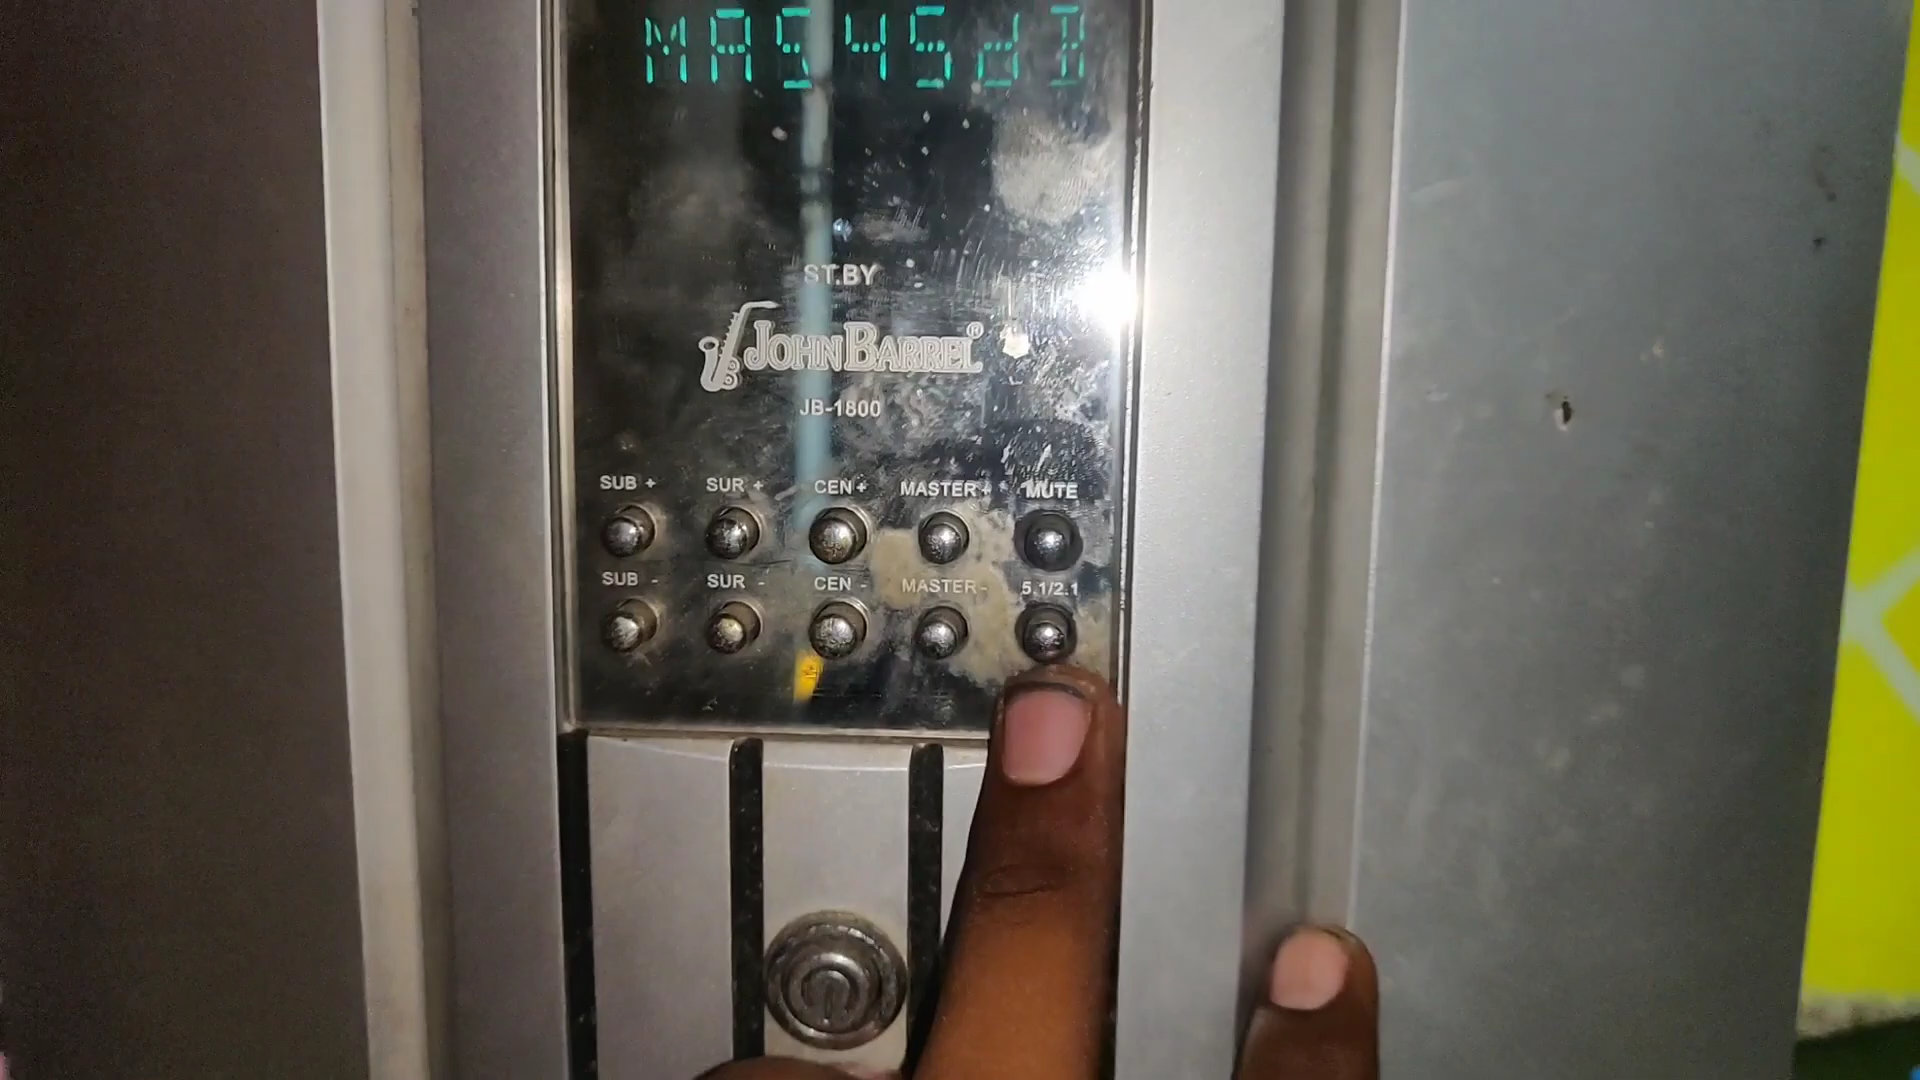 MAS45dB
ST.BY
JOHN BARREL®
JB-1800
SUB + SUR + CEN + MASTER + MUTE
SUB - SUR - CEN - MASTER - 5.1/2.1